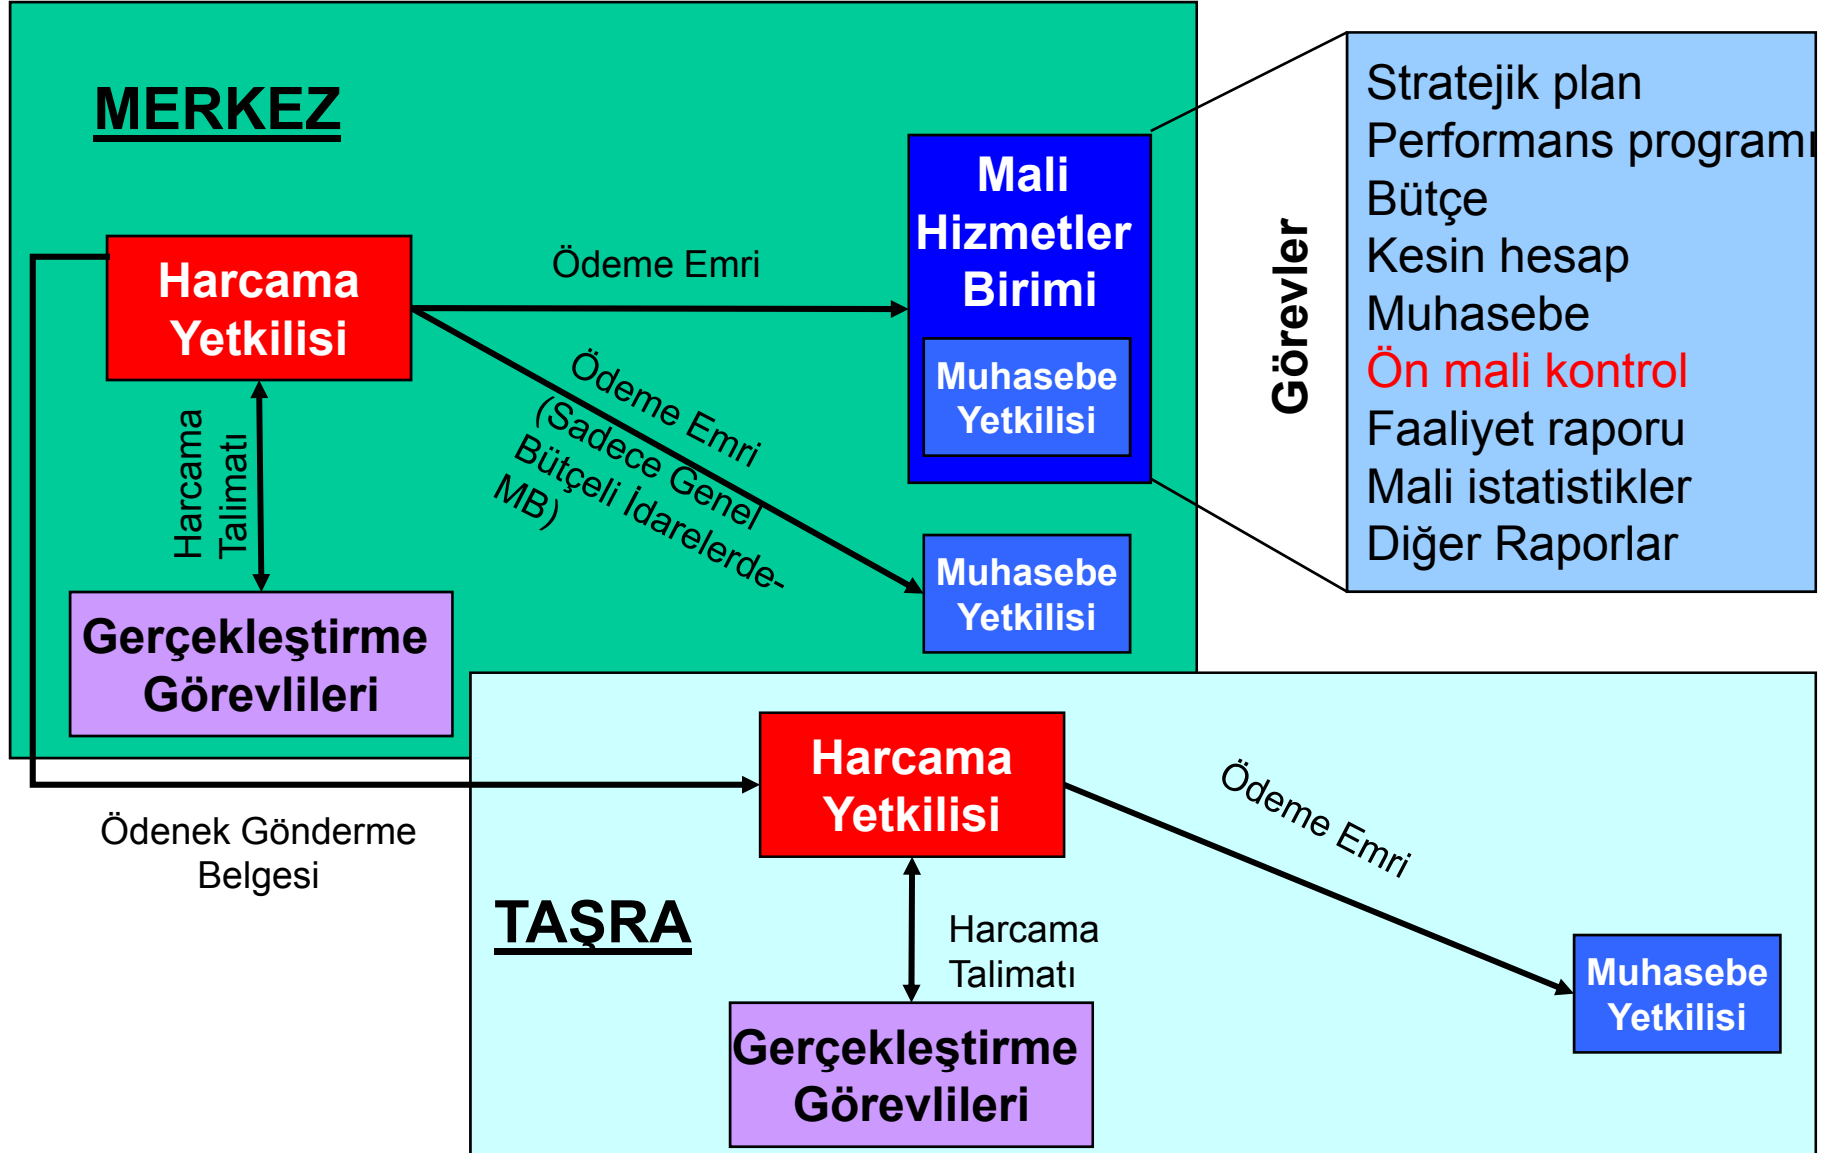 MERKEZ
Harcama
Yetkilisi
Ödeme Emri
Mali
Hizmetler
Birimi
Muhasebe
Yetkilisi
Görevler
Stratejik plan
Performans programı
Bütçe
Kesin hesap
Muhasebe
Ön mali kontrol
Faaliyet raporu
Mali istatistikler
Diğer Raporlar
Harcama
Talimatı
Ödeme Emri
(Sadece Genel
Bütçeli İdarelerde-
MB)
Muhasebe
Yetkilisi
Gerçekleştirme
Görevlileri
Ödenek Gönderme
Belgesi
TAŞRA
Harcama
Yetkilisi
Ödeme Emri
Harcama
Talimatı
Muhasebe
Yetkilisi
Gerçekleştirme
Görevlileri